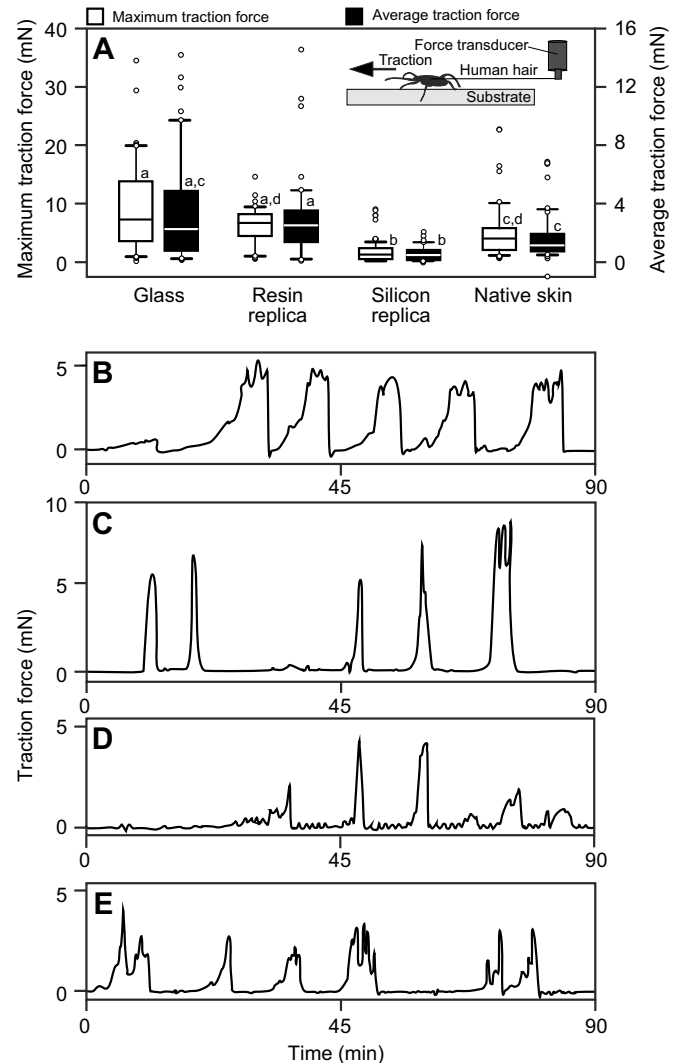 Maximum traction force
Average traction force
Maximum traction force (mN)
40
30
20
10
0
A
Traction
Force transducer
Human hair
Substrate
16
12
8
4
0
Average traction force (mN)
a
a,c
a,d
a
b
b
c,d
c
Glass
Resin
replica
Silicon
replica
Native skin
Traction force (mN)
B
5
0
0
45
90
C
10
5
0
0
45
90
D
5
0
0
45
90
E
5
0
0
45
90
Time (min)